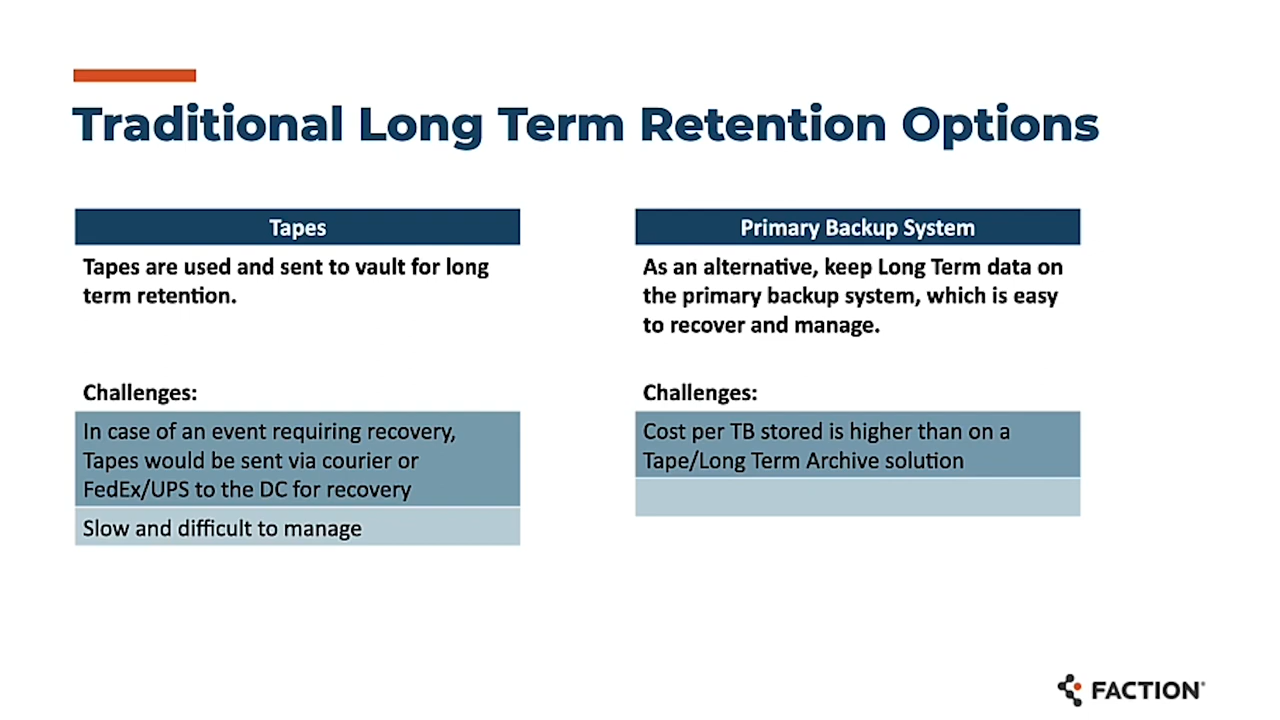 Traditional Long Term Retention Options
Tapes
Tapes are used and sent to vault for long
term retention.
Challenges:
In case of an event requiring recovery,
Tapes would be sent via courier or
FedEx/UPS to the DC for recovery
Slow and difficult to manage
Primary Backup System
As an alternative, keep Long Term data on
the primary backup system, which is easy
to recover and manage.
Challenges:
Cost per TB stored is higher than on a
Tape/Long Term Archive solution
FACTION®